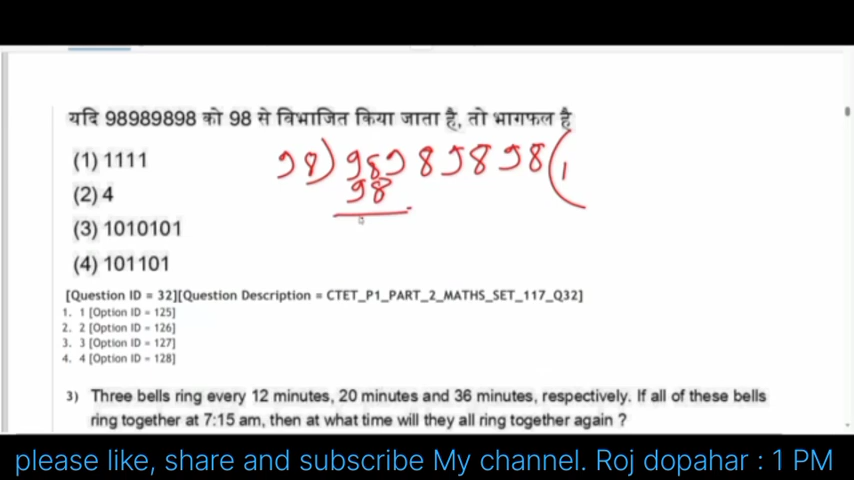 यदि 98989898 को 98 से विभाजित किया जाता है, तो भागफल है
(1) 1111
98) 98989898 (1
98
(2) 4
(3) 1010101
(4) 101101
[Question ID = 32][Question Description = CTET_P1_PART_2_MATHS_SET_117_Q32]
1. 1 [Option ID = 125]
2. 2 [Option ID = 126]
3. 3 [Option ID = 127]
4. 4 [Option ID = 128]
3) Three bells ring every 12 minutes, 20 minutes and 36 minutes, respectively. If all of these bells
ring together at 7:15 am, then at what time will they all ring together again ?
please like, share and subscribe My channel. Roj dopahar : 1 PM